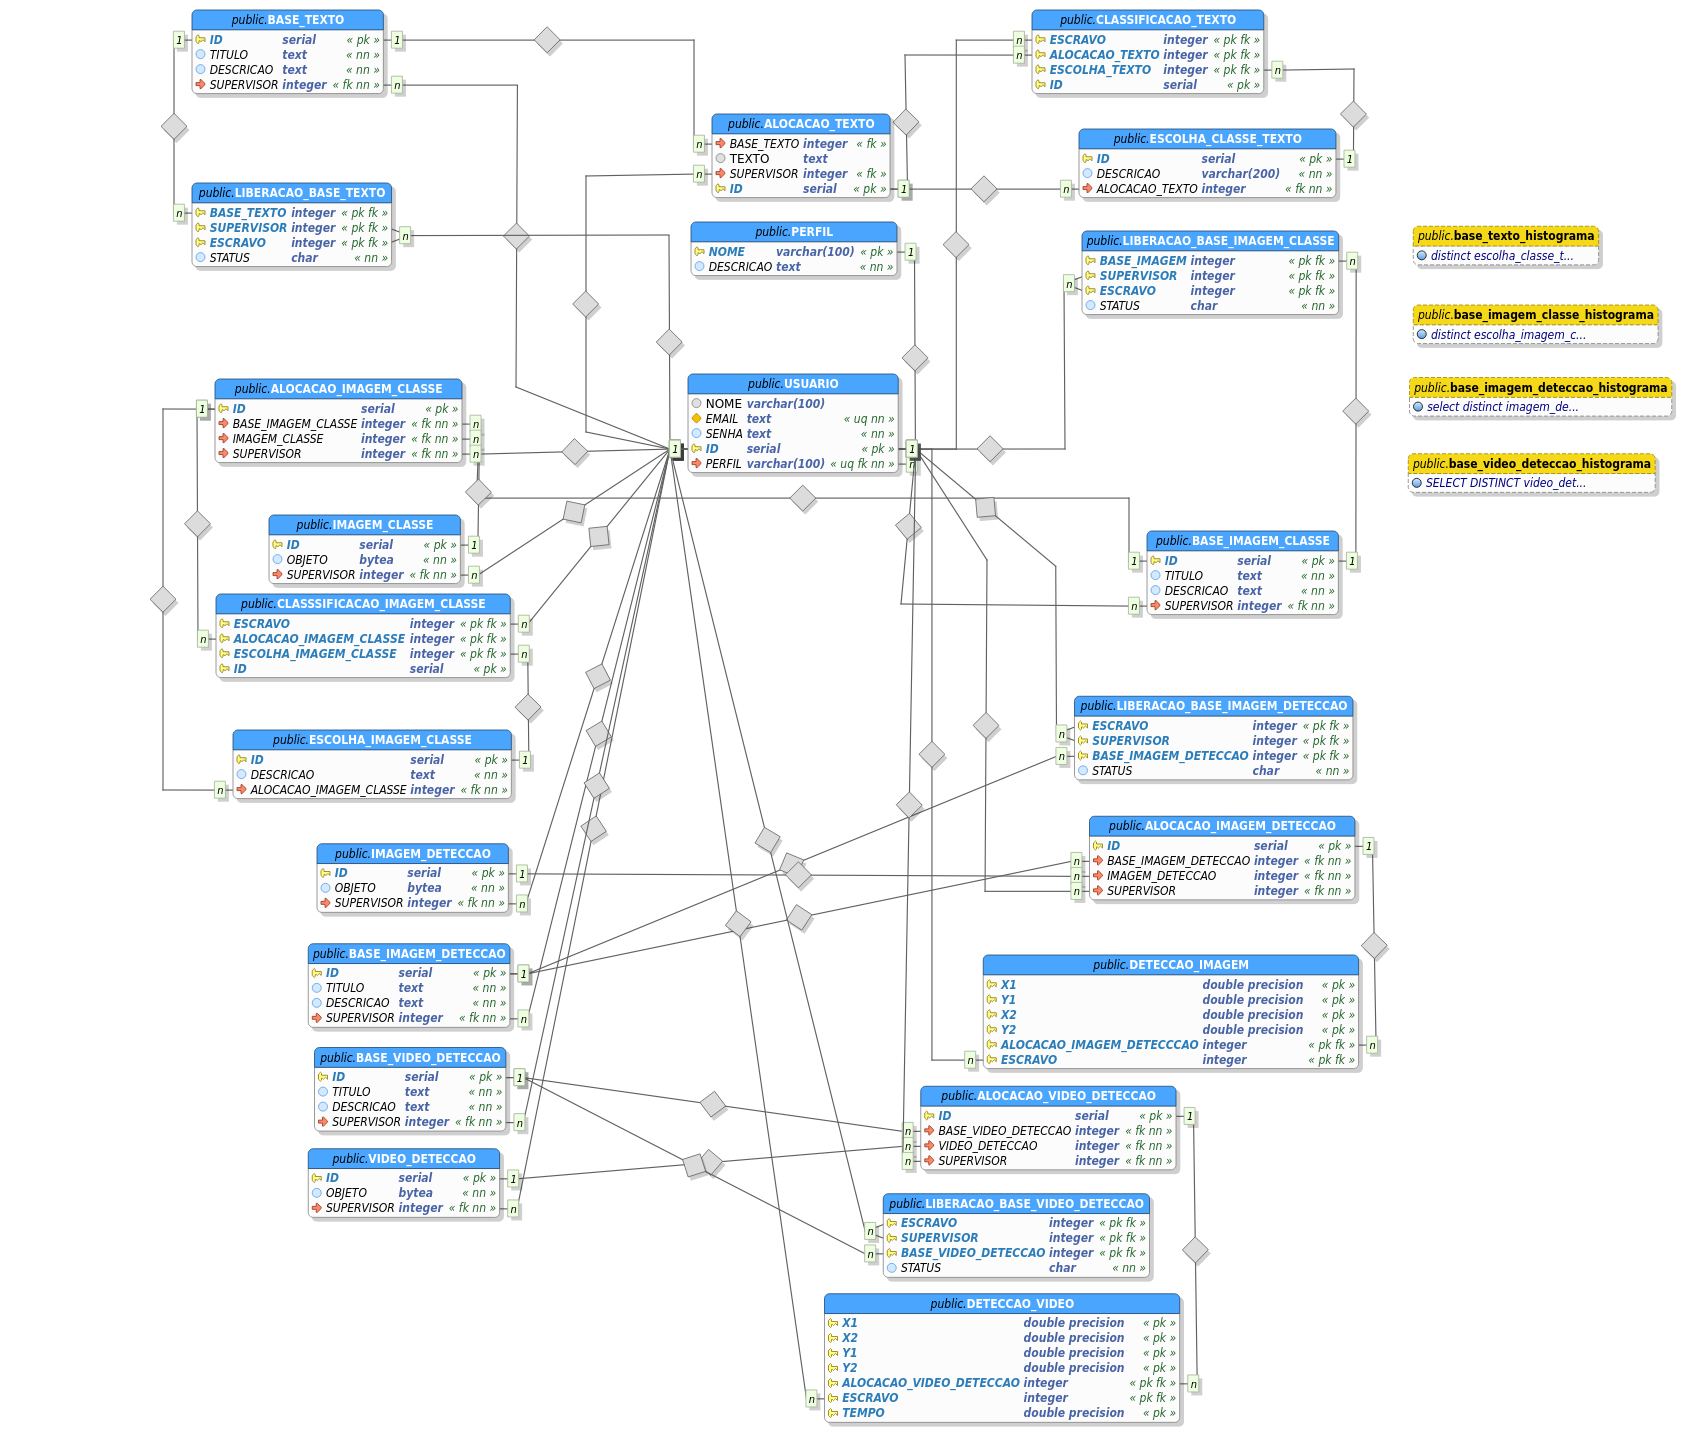 public.BASE_TEXTO
ID serial « pk »
TITULO text « nn »
DESCRICAO text « nn »
SUPERVISOR integer « fk nn »
1
1
n
public.LIBERACAO_BASE_TEXTO
BASE_TEXTO integer « pk fk »
SUPERVISOR integer « pk fk »
ESCRAVO integer « pk fk »
STATUS char « nn »
n
n
public.ALOCACAO_TEXTO
BASE_TEXTO integer « fk »
TEXTO text
SUPERVISOR integer « fk »
ID serial « pk »
n
n
1
public.PERFIL
NOME varchar(100) « pk »
DESCRICAO text « nn »
1
public.CLASSIFICACAO_TEXTO
ESCRAVO integer « pk fk »
ALOCACAO_TEXTO integer « pk fk »
ESCOLHA_TEXTO integer « pk fk »
ID serial « pk »
n
n
n
public.ESCOLHA_CLASSE_TEXTO
ID serial « pk »
DESCRICAO varchar(200) « nn »
ALOCACAO_TEXTO integer « fk nn »
1
n
public.LIBERACAO_BASE_IMAGEM_CLASSE
BASE_IMAGEM integer « pk fk »
SUPERVISOR integer « pk fk »
ESCRAVO integer « pk fk »
STATUS char « nn »
n
n
public.base_texto_histograma
distinct escolha_classe_t...
public.base_imagem_classe_histograma
distinct escolha_imagem_c...
public.base_imagem_deteccao_histograma
select distinct imagem_de...
public.base_video_deteccao_histograma
SELECT DISTINCT video_det...
public.USUARIO
NOME varchar(100)
EMAIL text « uq nn »
SENHA text « nn »
ID serial « pk »
PERFIL varchar(100) « uq fk nn »
1
1
n
public.ALOCACAO_IMAGEM_CLASSE
ID serial « pk »
BASE_IMAGEM_CLASSE integer « fk nn »
IMAGEM_CLASSE integer « fk nn »
SUPERVISOR integer « fk nn »
1
n
n
n
public.IMAGEM_CLASSE
ID serial « pk »
OBJETO bytea « nn »
SUPERVISOR integer « fk nn »
1
n
public.CLASSSIFICACAO_IMAGEM_CLASSE
ESCRAVO integer « pk fk »
ALOCACAO_IMAGEM_CLASSE integer « pk fk »
ESCOLHA_IMAGEM_CLASSE integer « pk fk »
ID serial « pk »
n
n
n
public.ESCOLHA_IMAGEM_CLASSE
ID serial « pk »
DESCRICAO text « nn »
ALOCACAO_IMAGEM_CLASSE integer « fk nn »
1
n
public.BASE_IMAGEM_CLASSE
ID serial « pk »
TITULO text « nn »
DESCRICAO text « nn »
SUPERVISOR integer « fk nn »
1
1
n
public.LIBERACAO_BASE_IMAGEM_DETECCAO
ESCRAVO integer « pk fk »
SUPERVISOR integer « pk fk »
BASE_IMAGEM_DETECCAO integer « pk fk »
STATUS char « nn »
n
n
public.ALOCACAO_IMAGEM_DETECCAO
ID serial « pk »
BASE_IMAGEM_DETECCAO integer « fk nn »
IMAGEM_DETECCAO integer « fk nn »
SUPERVISOR integer « fk nn »
1
n
n
n
public.IMAGEM_DETECCAO
ID serial « pk »
OBJETO bytea « nn »
SUPERVISOR integer « fk nn »
1
n
public.BASE_IMAGEM_DETECCAO
ID serial « pk »
TITULO text « nn »
DESCRICAO text « nn »
SUPERVISOR integer « fk nn »
1
n
public.DETECCAO_IMAGEM
X1 double precision « pk »
Y1 double precision « pk »
X2 double precision « pk »
Y2 double precision « pk »
ALOCACAO_IMAGEM_DETECCCAO integer « pk fk »
ESCRAVO integer « pk fk »
n
n
public.BASE_VIDEO_DETECCAO
ID serial « pk »
TITULO text « nn »
DESCRICAO text « nn »
SUPERVISOR integer « fk nn »
1
n
public.VIDEO_DETECCAO
ID serial « pk »
OBJETO bytea « nn »
SUPERVISOR integer « fk nn »
1
n
public.ALOCACAO_VIDEO_DETECCAO
ID serial « pk »
BASE_VIDEO_DETECCAO integer « fk nn »
VIDEO_DETECCAO integer « fk nn »
SUPERVISOR integer « fk nn »
1
n
n
n
public.LIBERACAO_BASE_VIDEO_DETECCAO
ESCRAVO integer « pk fk »
SUPERVISOR integer « pk fk »
BASE_VIDEO_DETECCAO integer « pk fk »
STATUS char « nn »
n
n
public.DETECCAO_VIDEO
X1 double precision « pk »
X2 double precision « pk »
Y1 double precision « pk »
Y2 double precision « pk »
ALOCACAO_VIDEO_DETECCAO integer « pk fk »
ESCRAVO integer « pk fk »
TEMPO double precision « pk »
n
n